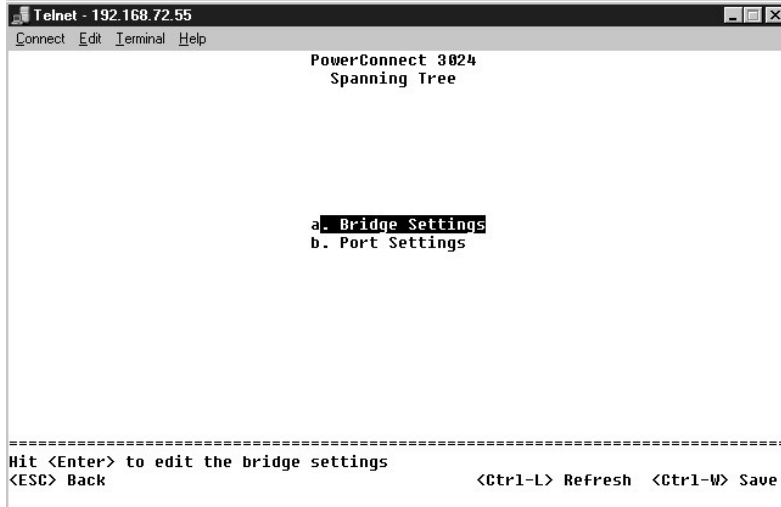 Telnet - 192.168.72.55
Connect Edit Terminal Help
PowerConnect 3024
Spanning Tree
a. Bridge Settings
b. Port Settings
================================================================================
Hit <Enter> to edit the bridge settings
<ESC> Back <Ctrl-L> Refresh <Ctrl-W> Save